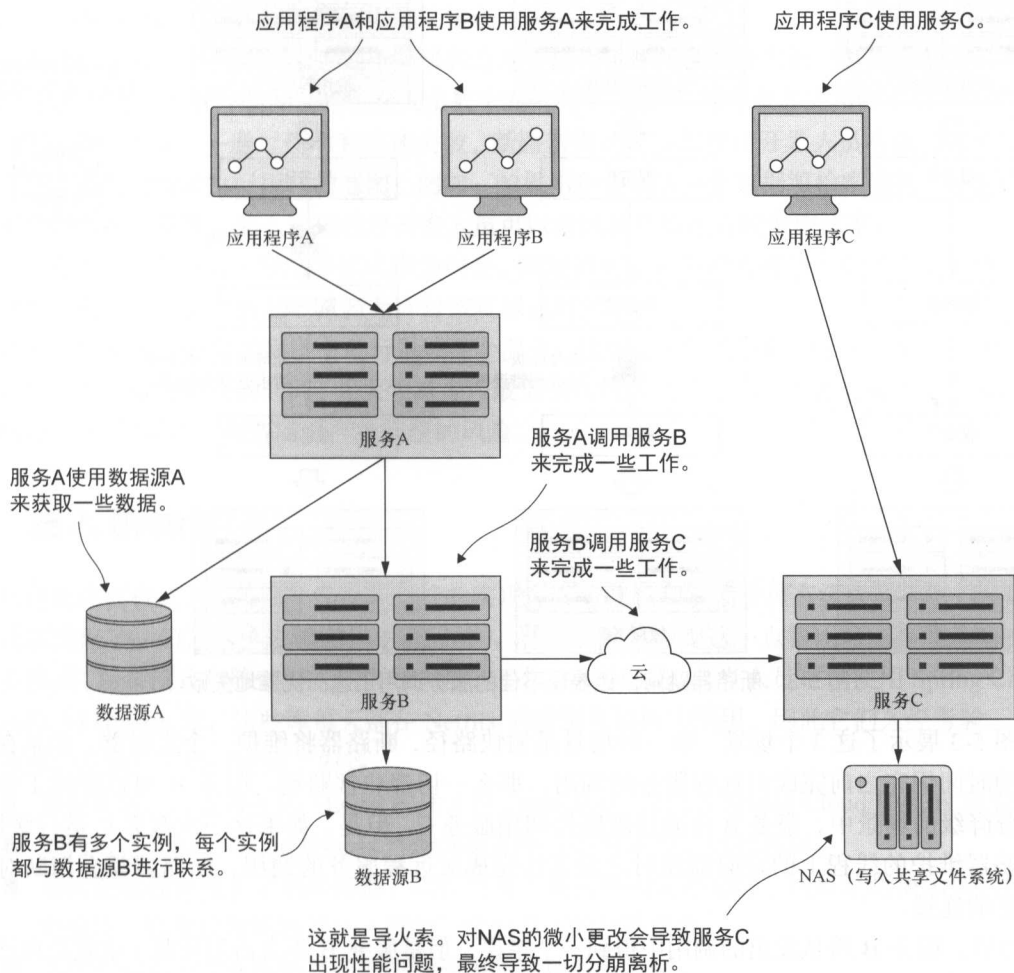 应用程序A和应用程序B使用服务A来完成工作。
应用程序C使用服务C。
应用程序A
应用程序B
应用程序C
服务A
服务A调用服务B
来完成一些工作。
服务A使用数据源A
来获取一些数据。
服务B调用服务C
来完成一些工作。
云
数据源A
服务B
服务C
服务B有多个实例，每个实例
都与数据源B进行联系。
数据源B
NAS（写入共享文件系统）
这就是导火索。对NAS的微小更改会导致服务C
出现性能问题，最终导致一切分崩离析。